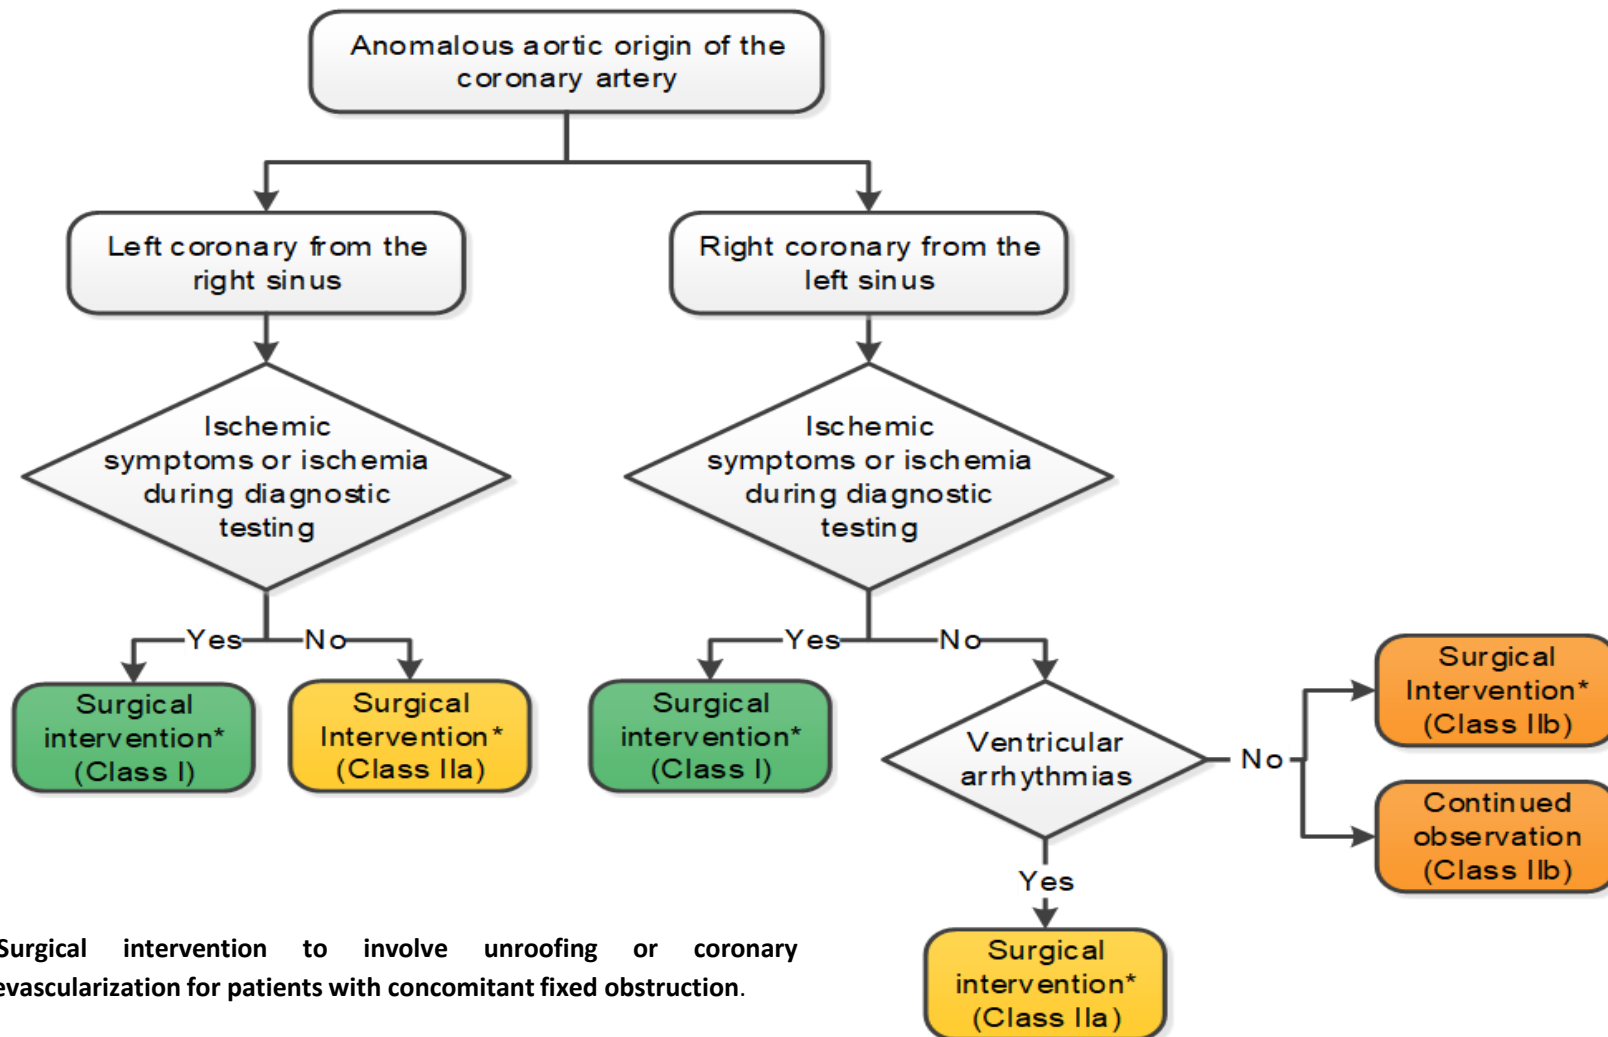 Anomalous aortic origin of the
coronary artery
Left coronary from the
right sinus
Right coronary from the
left sinus
Ischemic
symptoms or ischemia
during diagnostic
testing
Ischemic
symptoms or ischemia
during diagnostic
testing
Yes
No
Yes
No
Surgical
intervention*
(Class I)
Surgical
Intervention*
(Class IIa)
Surgical
intervention*
(Class I)
Ventricular
arrhythmias
No
Surgical
Intervention*
(Class IIb)
Continued
observation
(Class IIb)
Yes
Surgical
intervention*
(Class IIa)
Surgical intervention to involve unroofing or coronary
evascularization for patients with concomitant fixed obstruction.